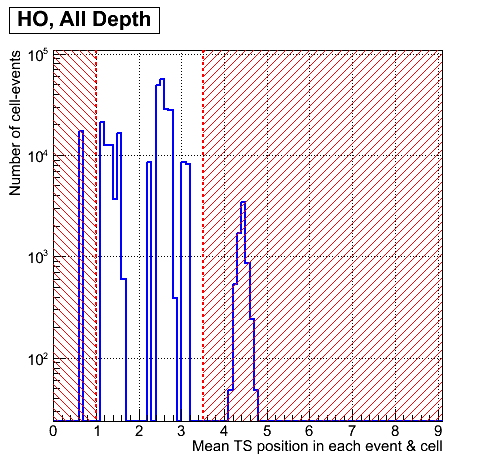 HO, All Depth
Number of cell-events
10^5
10^4
10^3
10^2
0 1 2 3 4 5 6 7 8 9
Mean TS position in each event & cell